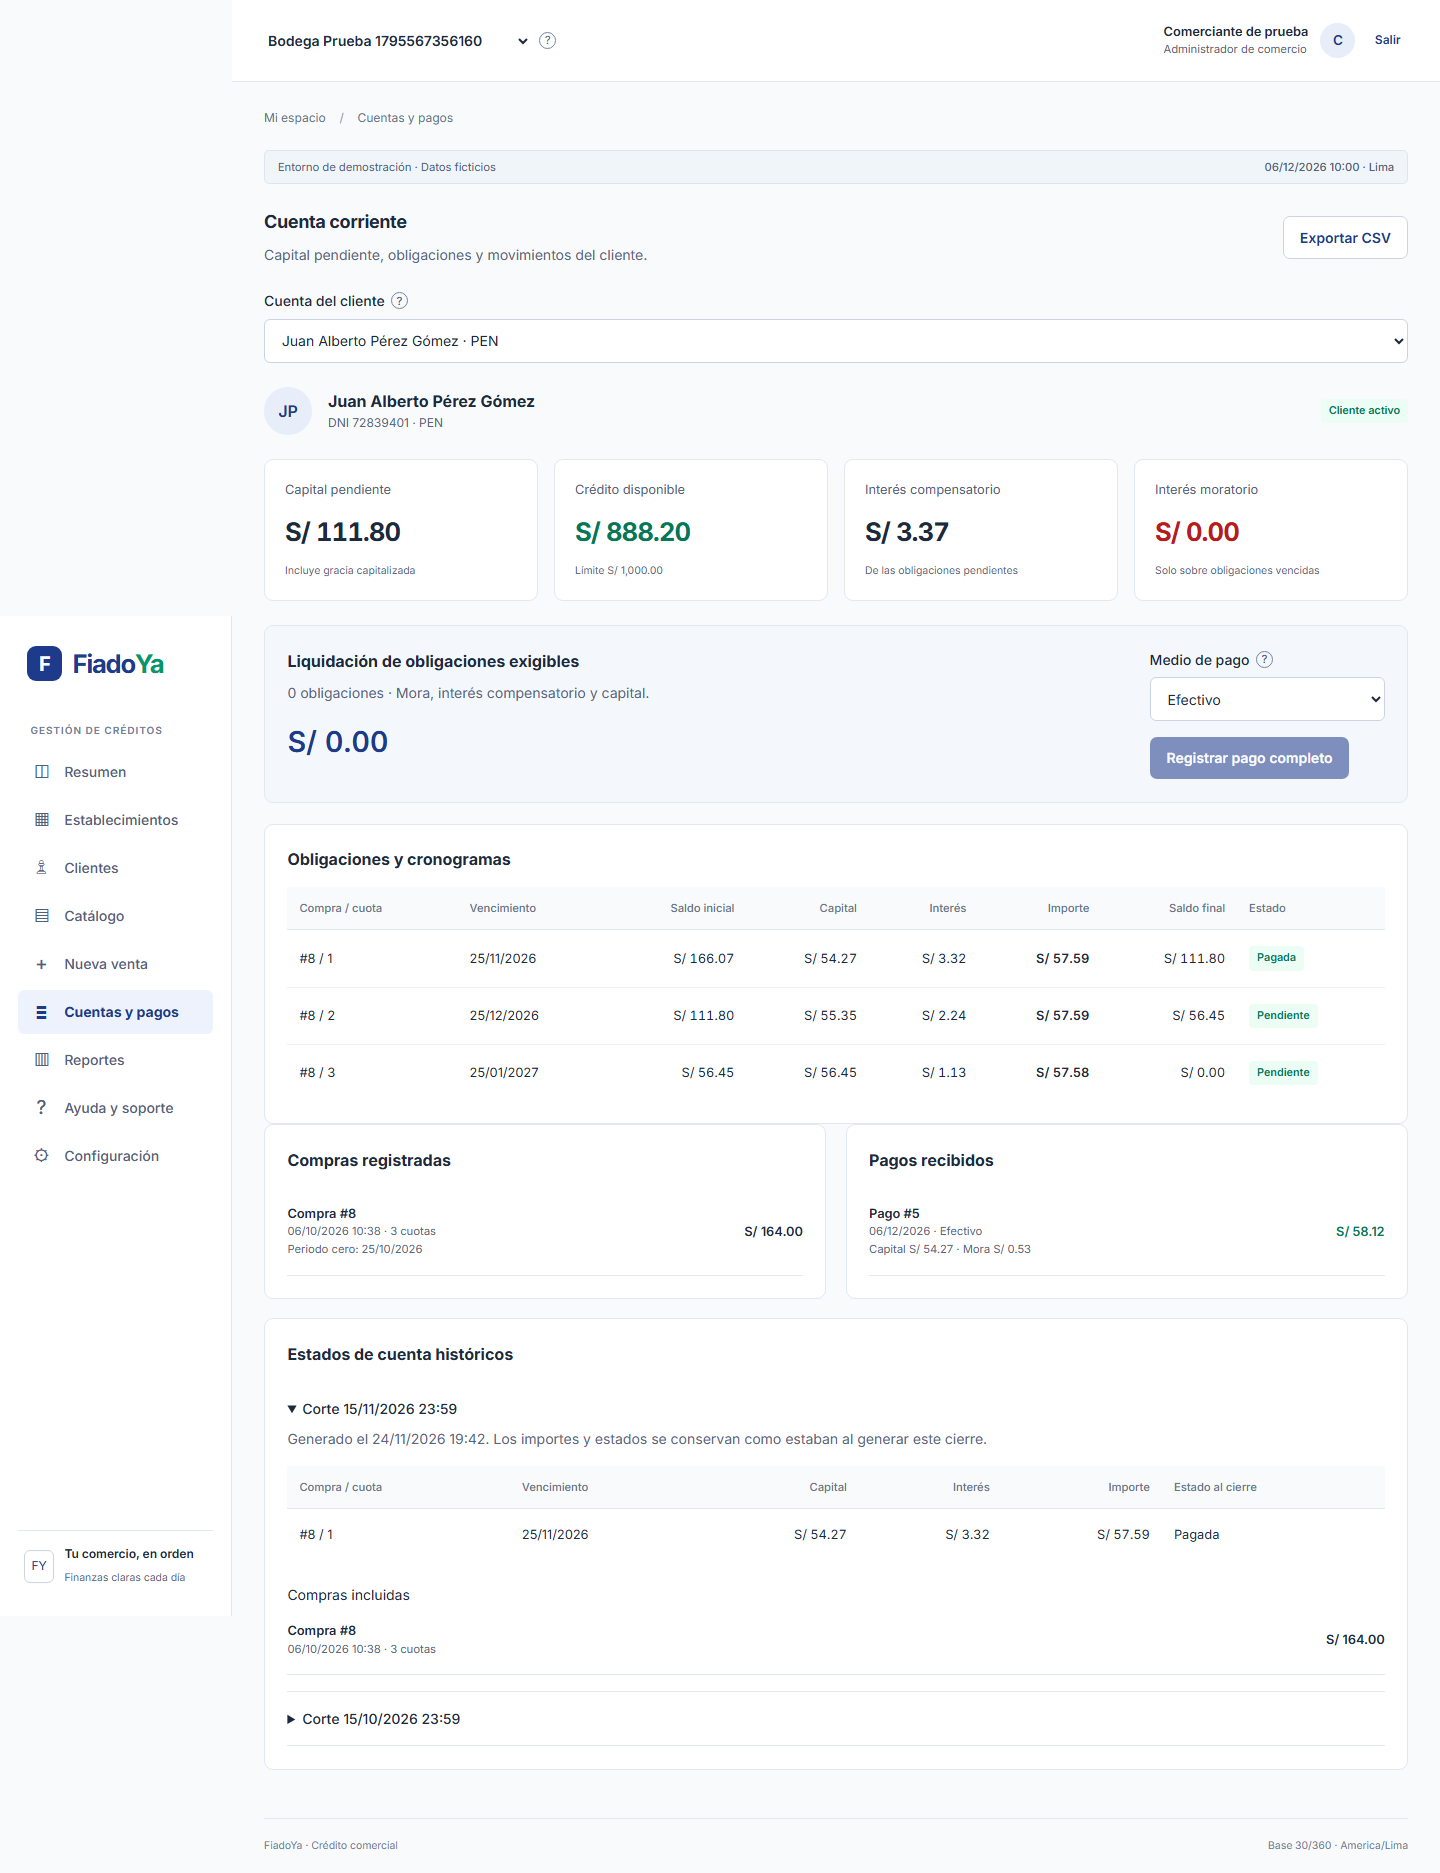 Bodega Prueba 1795567356160 ?
Comerciante de prueba
Administrador de comercio
C
Salir
Mi espacio / Cuentas y pagos
Entorno de demostración · Datos ficticios 06/12/2026 10:00 · Lima
Cuenta corriente
Capital pendiente, obligaciones y movimientos del cliente.
Exportar CSV
Cuenta del cliente ?
Juan Alberto Pérez Gómez · PEN
JP
Juan Alberto Pérez Gómez
DNI 72839401 · PEN
Cliente activo
Capital pendiente
S/ 111.80
Incluye gracia capitalizada
Crédito disponible
S/ 888.20
Límite S/ 1,000.00
Interés compensatorio
S/ 3.37
De las obligaciones pendientes
Interés moratorio
S/ 0.00
Solo sobre obligaciones vencidas
F FiadoYa
GESTIÓN DE CRÉDITOS
Resumen
Establecimientos
Clientes
Catálogo
+ Nueva venta
Cuentas y pagos
Reportes
? Ayuda y soporte
Configuración
FY
Tu comercio, en orden
Finanzas claras cada día
Liquidación de obligaciones exigibles
0 obligaciones · Mora, interés compensatorio y capital.
S/ 0.00
Medio de pago ?
Efectivo
Registrar pago completo
Obligaciones y cronogramas
Compra / cuota Vencimiento Saldo inicial Capital Interés Importe Saldo final Estado
#8 / 1 25/11/2026 S/ 166.07 S/ 54.27 S/ 3.32 S/ 57.59 S/ 111.80 Pagada
#8 / 2 25/12/2026 S/ 111.80 S/ 55.35 S/ 2.24 S/ 57.59 S/ 56.45 Pendiente
#8 / 3 25/01/2027 S/ 56.45 S/ 56.45 S/ 1.13 S/ 57.58 S/ 0.00 Pendiente
Compras registradas
Compra #8
06/10/2026 10:38 · 3 cuotas
Periodo cero: 25/10/2026
S/ 164.00
Pagos recibidos
Pago #5
06/12/2026 · Efectivo
Capital S/ 54.27 · Mora S/ 0.53
S/ 58.12
Estados de cuenta históricos
Corte 15/11/2026 23:59
Generado el 24/11/2026 19:42. Los importes y estados se conservan como estaban al generar este cierre.
Compra / cuota Vencimiento Capital Interés Importe Estado al cierre
#8 / 1 25/11/2026 S/ 54.27 S/ 3.32 S/ 57.59 Pagada
Compras incluidas
Compra #8
06/10/2026 10:38 · 3 cuotas
S/ 164.00
Corte 15/10/2026 23:59
FiadoYa · Crédito comercial Base 30/360 · America/Lima